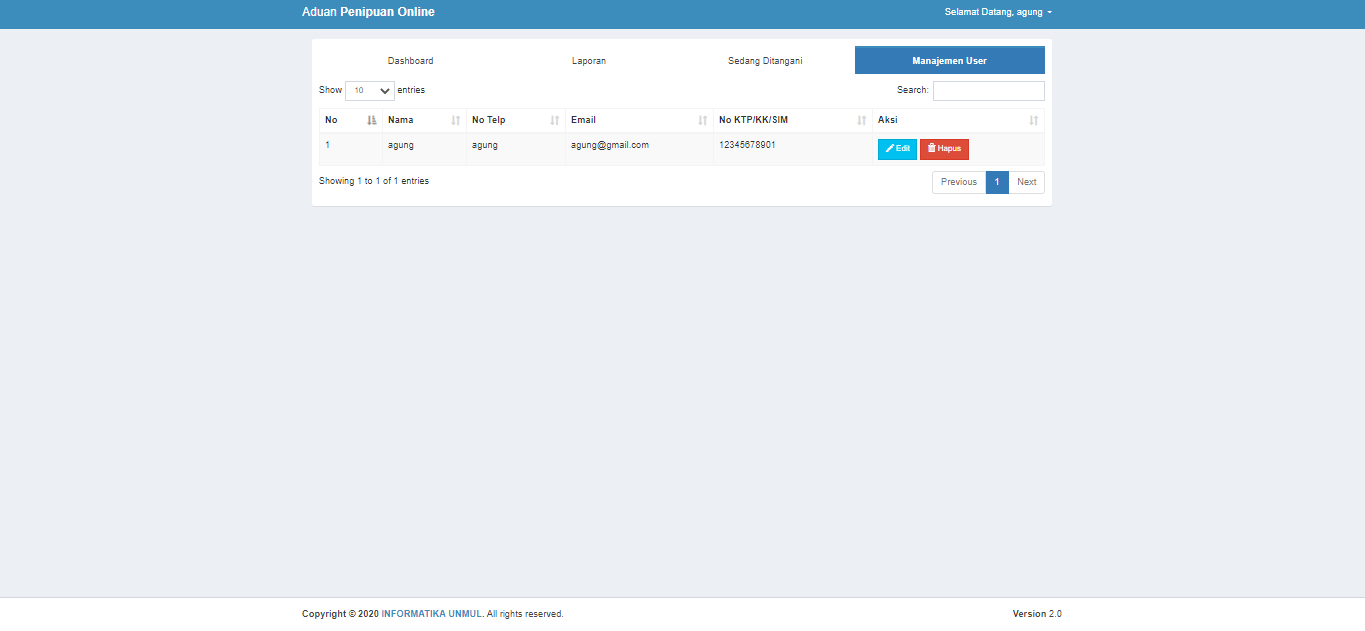 Aduan Penipuan Online Selamat Datang, agung
Dashboard Laporan Sedang Ditangani Manajemen User
Show 10 entries Search:
No Nama No Telp Email No KTP/KK/SIM Aksi
1 agung agung agung@gmail.com 12345678901 Edit Hapus
Showing 1 to 1 of 1 entries Previous 1 Next
Copyright © 2020 INFORMATIKA UNMUL. All rights reserved. Version 2.0